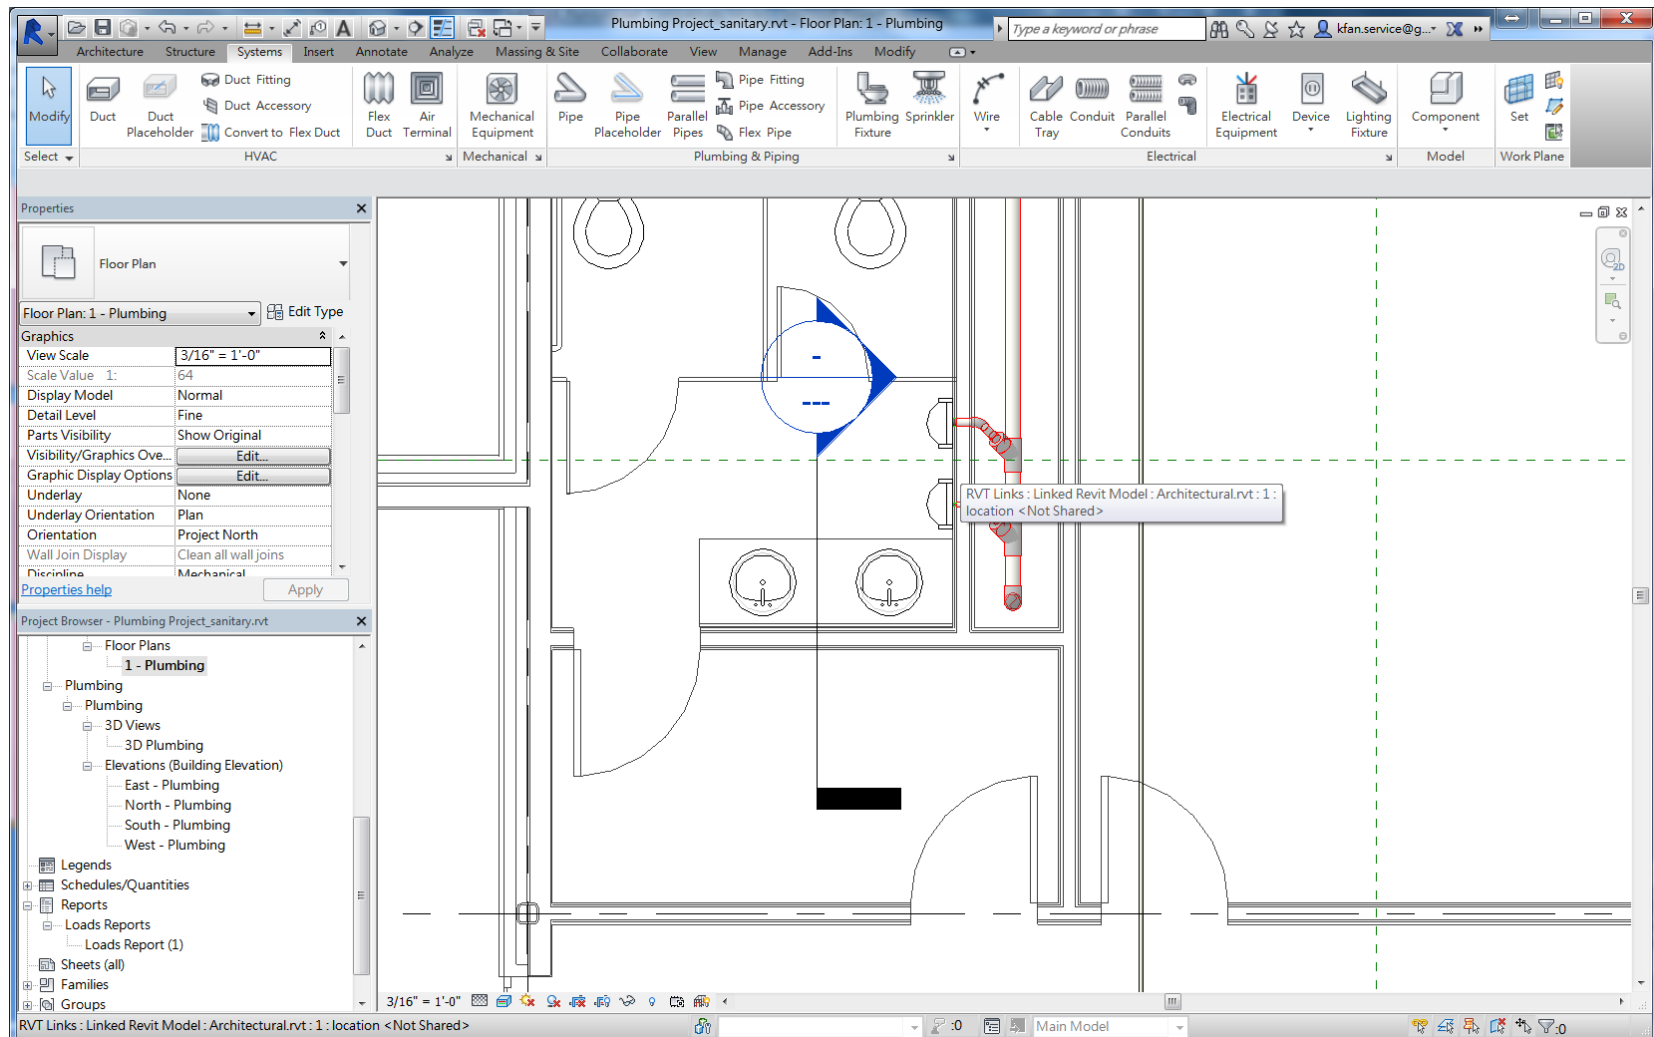 Plumbing Project_sanitary.rvt - Floor Plan: 1 - Plumbing
Type a keyword or phrase
kfan.service@g...
Architecture Structure Systems Insert Annotate Analyze Massing & Site Collaborate View Manage Add-Ins Modify
Modify
Duct
Duct Placeholder
Duct Fitting
Duct Accessory
Convert to Flex Duct
Flex Duct
Air Terminal
Mechanical Equipment
Pipe
Pipe Placeholder
Parallel Pipes
Pipe Fitting
Pipe Accessory
Flex Pipe
Plumbing Fixture
Sprinkler
Wire
Cable Tray
Conduit
Parallel Conduits
Electrical Equipment
Device
Lighting Fixture
Component
Set
Select HVAC Mechanical Plumbing & Piping Electrical Model Work Plane
Properties
Floor Plan
Floor Plan: 1 - Plumbing
Edit Type
Graphics
View Scale 3/16" = 1'-0"
Scale Value 1: 64
Display Model Normal
Detail Level Fine
Parts Visibility Show Original
Visibility/Graphics Ove... Edit...
Graphic Display Options Edit...
Underlay None
Underlay Orientation Plan
Orientation Project North
Wall Join Display Clean all wall joins
Discipline Mechanical
Properties help
Apply
Project Browser - Plumbing Project_sanitary.rvt
Floor Plans
1 - Plumbing
Plumbing
Plumbing
3D Views
3D Plumbing
Elevations (Building Elevation)
East - Plumbing
North - Plumbing
South - Plumbing
West - Plumbing
Legends
Schedules/Quantities
Reports
Loads Reports
Loads Report (1)
Sheets (all)
Families
Groups
2D
-
---
RVT Links : Linked Revit Model : Architectural.rvt : 1 :
location <Not Shared>
3/16" = 1'-0"
RVT Links : Linked Revit Model : Architectural.rvt : 1 : location <Not Shared>
:0
Main Model
:0